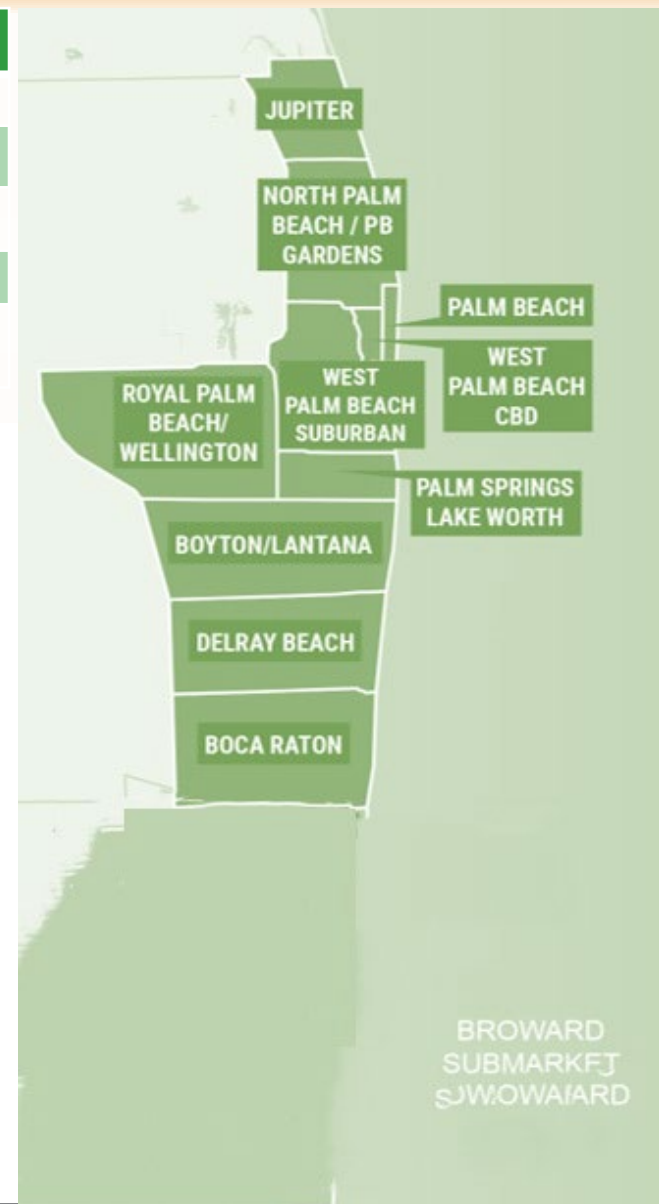 JUPITER
NORTH PALM
BEACH / PB
GARDENS
PALM BEACH
WEST
PALM BEACH
CBD
WEST
PALM BEACH
SUBURBAN
ROYAL PALM
BEACH/
WELLINGTON
PALM SPRINGS
LAKE WORTH
BOYTON/LANTANA
DELRAY BEACH
BOCA RATON
BROWARD